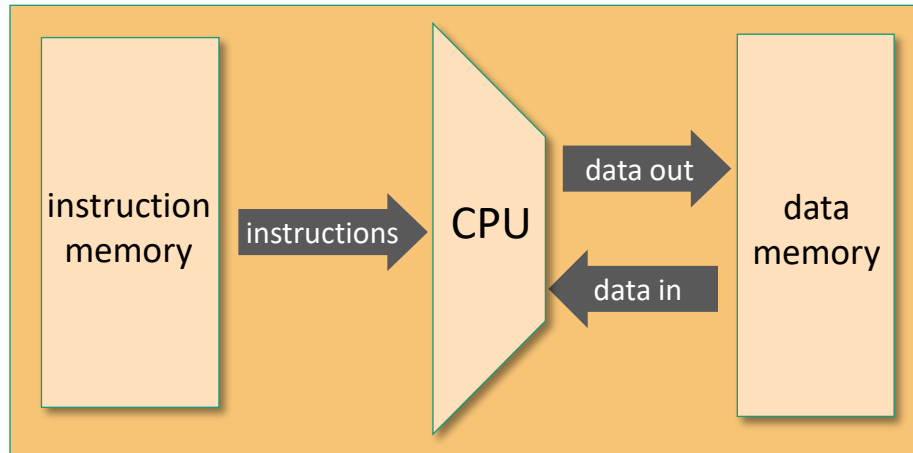 instruction
memory
instructions
CPU
data out
data in
data
memory